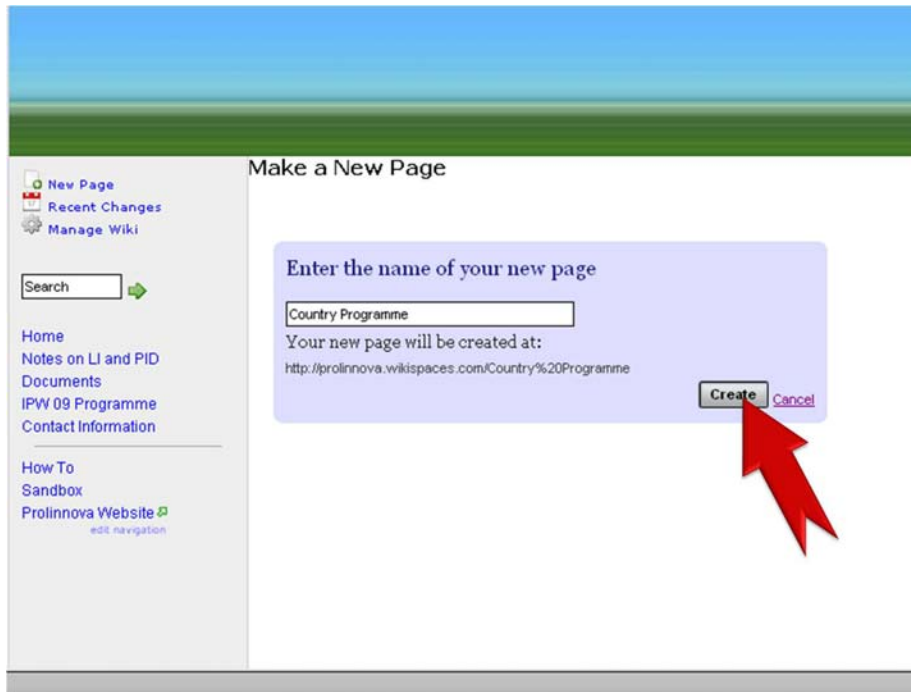 New Page
Recent Changes
Manage Wiki
Search
Home
Notes on LI and PID
Documents
IPW 09 Programme
Contact Information
How To
Sandbox
Prolinnova Website
edit navigation
Make a New Page
Enter the name of your new page
Country Programme
Your new page will be created at:
http://prolinnova.wikispaces.com/Country%20Programme
Create Cancel